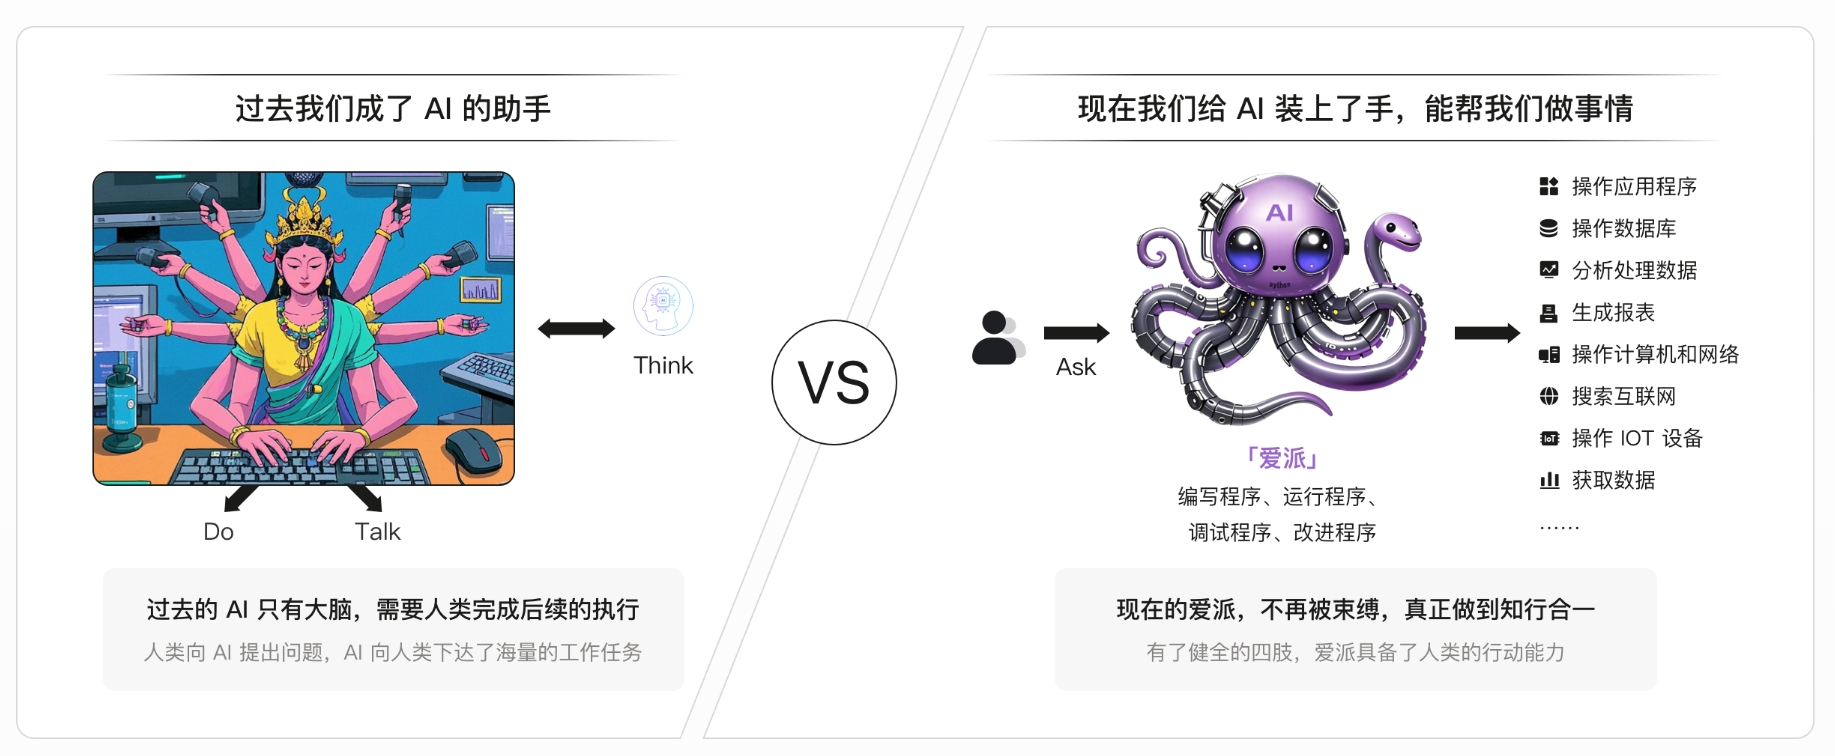 过去我们成了 AI 的助手
Think
Do
Talk
过去的 AI 只有大脑，需要人类完成后续的执行
人类向 AI 提出问题，AI 向人类下达了海量的工作任务
VS
现在我们给 AI 装上了手，能帮我们做事情
Ask
AI
python
「爱派」
编写程序、运行程序、
调试程序、改进程序
操作应用程序
操作数据库
分析处理数据
生成报表
操作计算机和网络
搜索互联网
IoT
操作 IOT 设备
获取数据
……
现在的爱派，不再被束缚，真正做到知行合一
有了健全的四肢，爱派具备了人类的行动能力